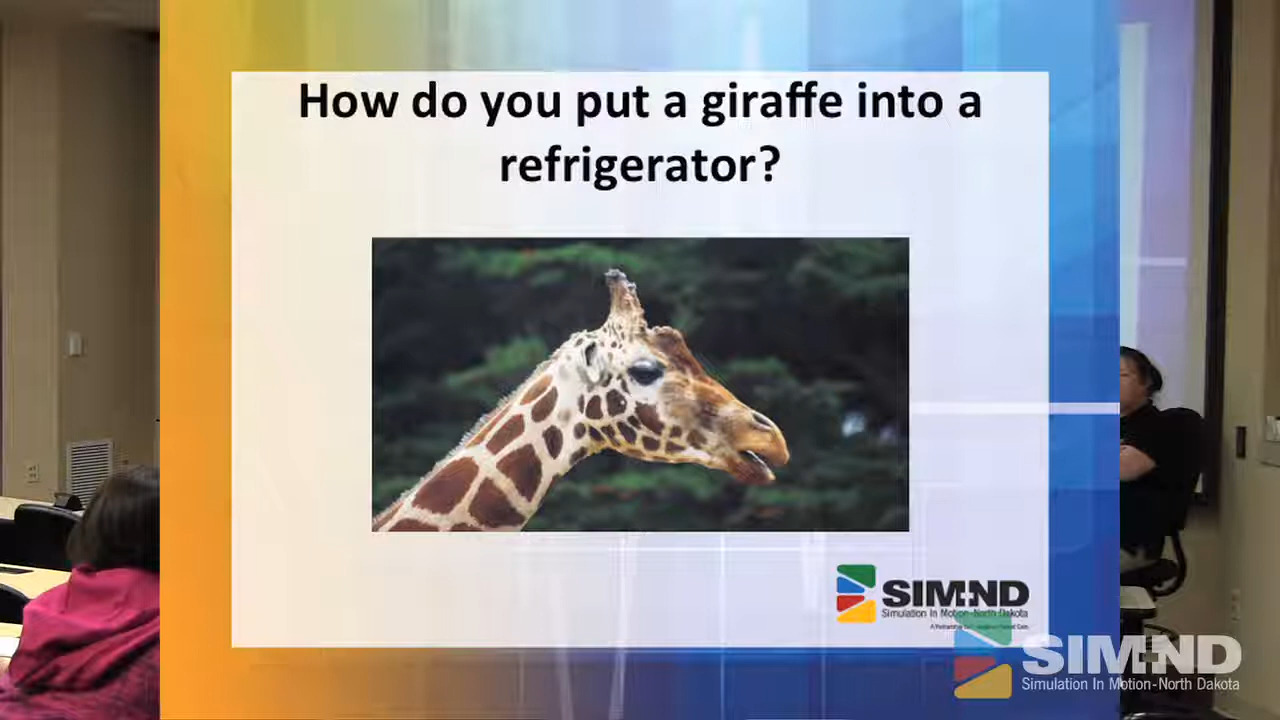 How do you put a giraffe into a
refrigerator?
SIM-ND
Simulation In Motion-North Dakota
SIM-ND
Simulation In Motion-North Dakota